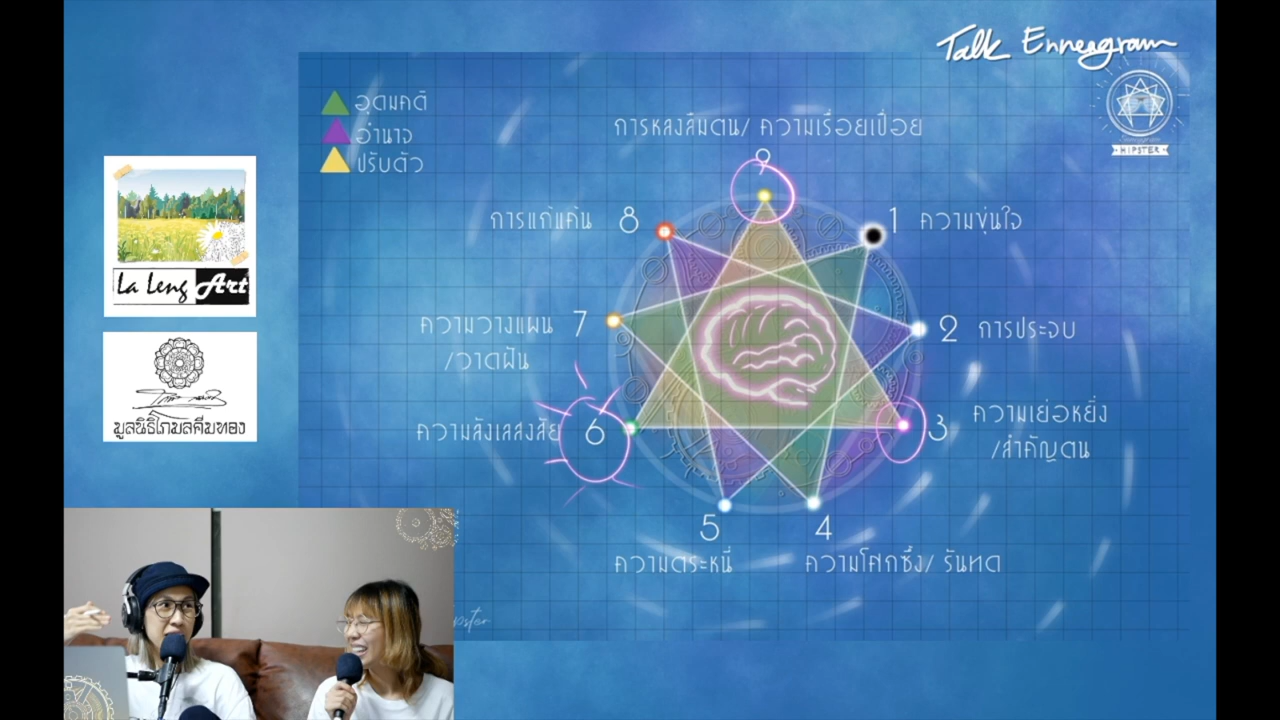 Talk Enneagram
HIPSTER
อุดมคติ
อำนาจ
ปรับตัว
การหลงลืมตน/ ความเรื่อยเปื่อย
9
การแก้แค้น 8
1 ความขุ่นใจ
ความวางแผน 7
/วาดฝัน
2 การประจบ
ความลังเลสงสัย 6
3 ความเย่อหยิ่ง
/สำคัญตน
5
ความตระหนี่
4
ความโศกซึ้ง/ รันทด
La Leng Art
มูลนิธิโกมลคีมทอง